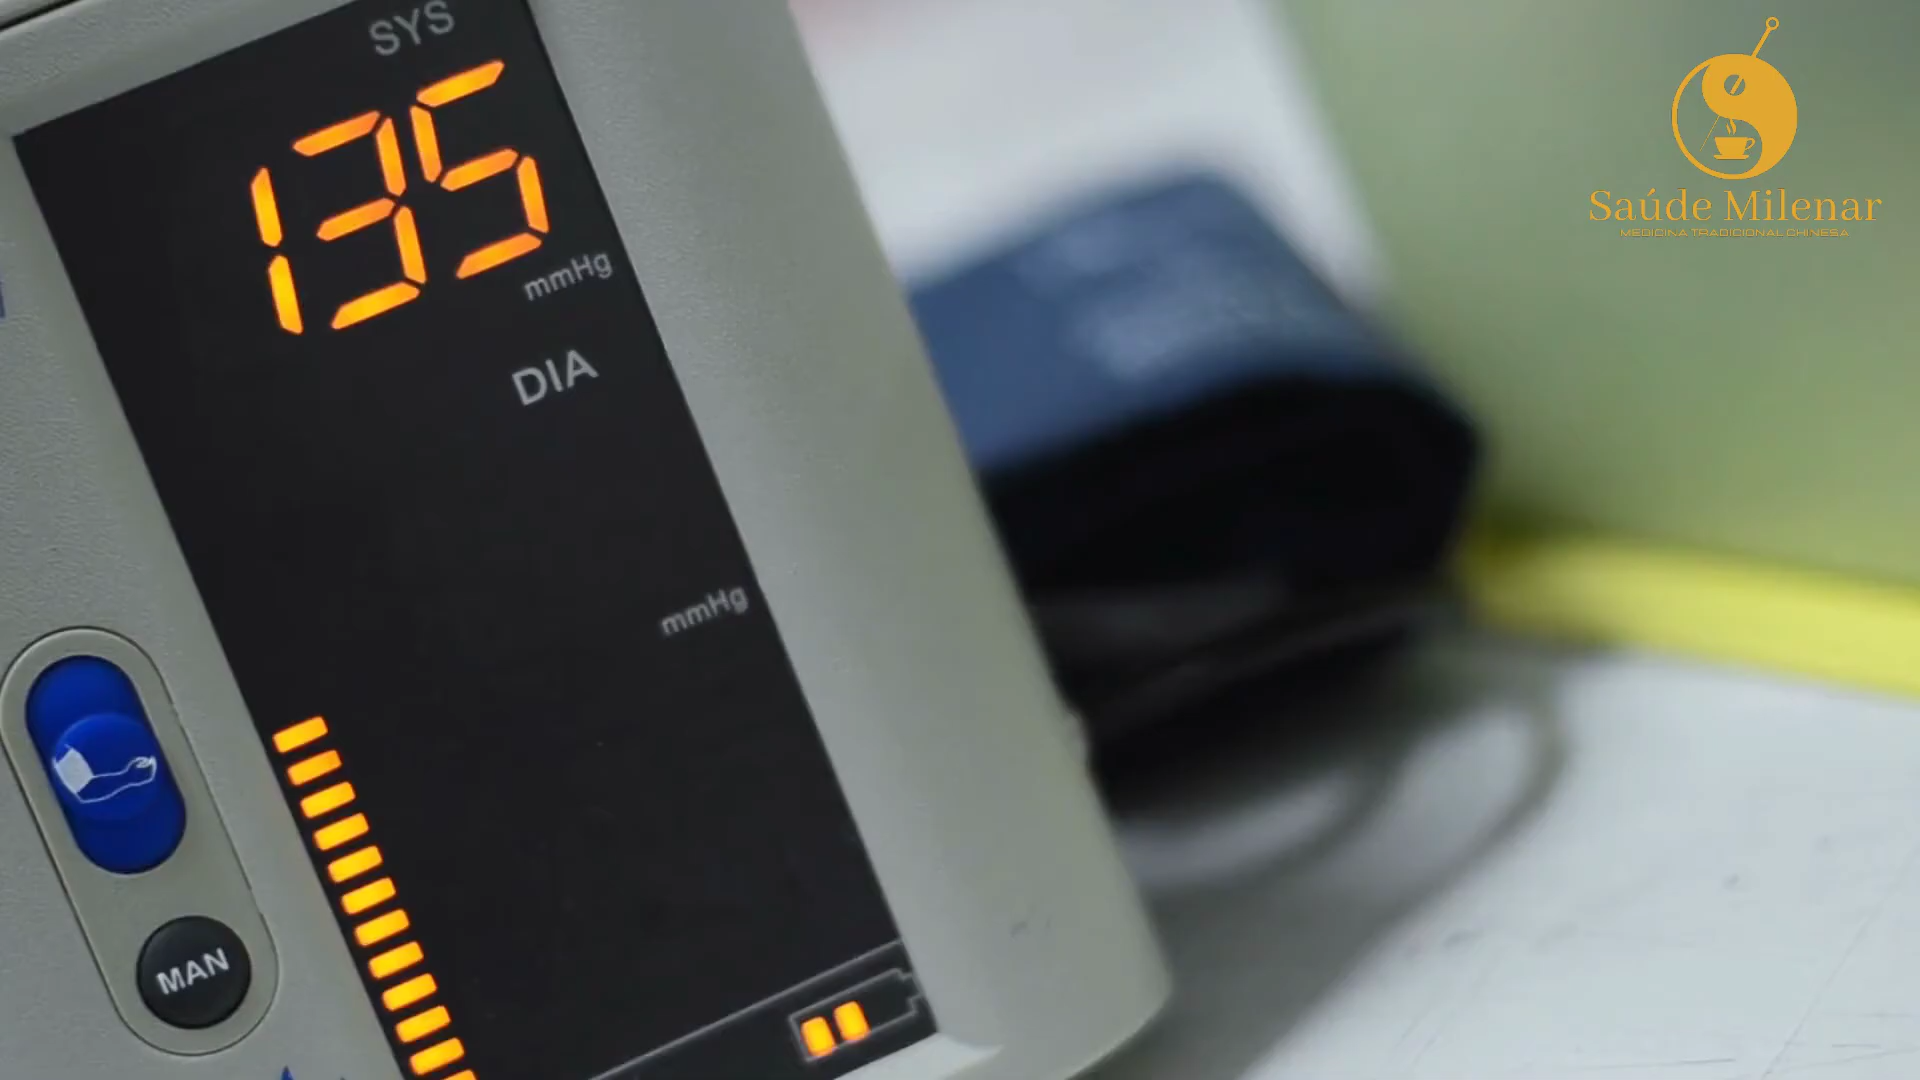 SYS
135
mmHg
DIA
mmHg
MAN
Saúde Milenar
MEDICINA TRADICIONAL CHINESA